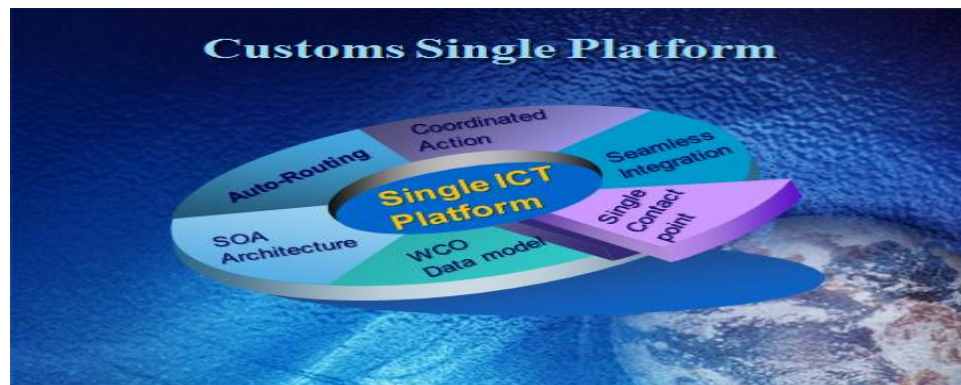 Customs Single Platform
Coordinated
Action
Seamless
Integration
Auto-Routing
Single ICT
Platform
Single
Contact
point
SOA
Architecture
WCO
Data model